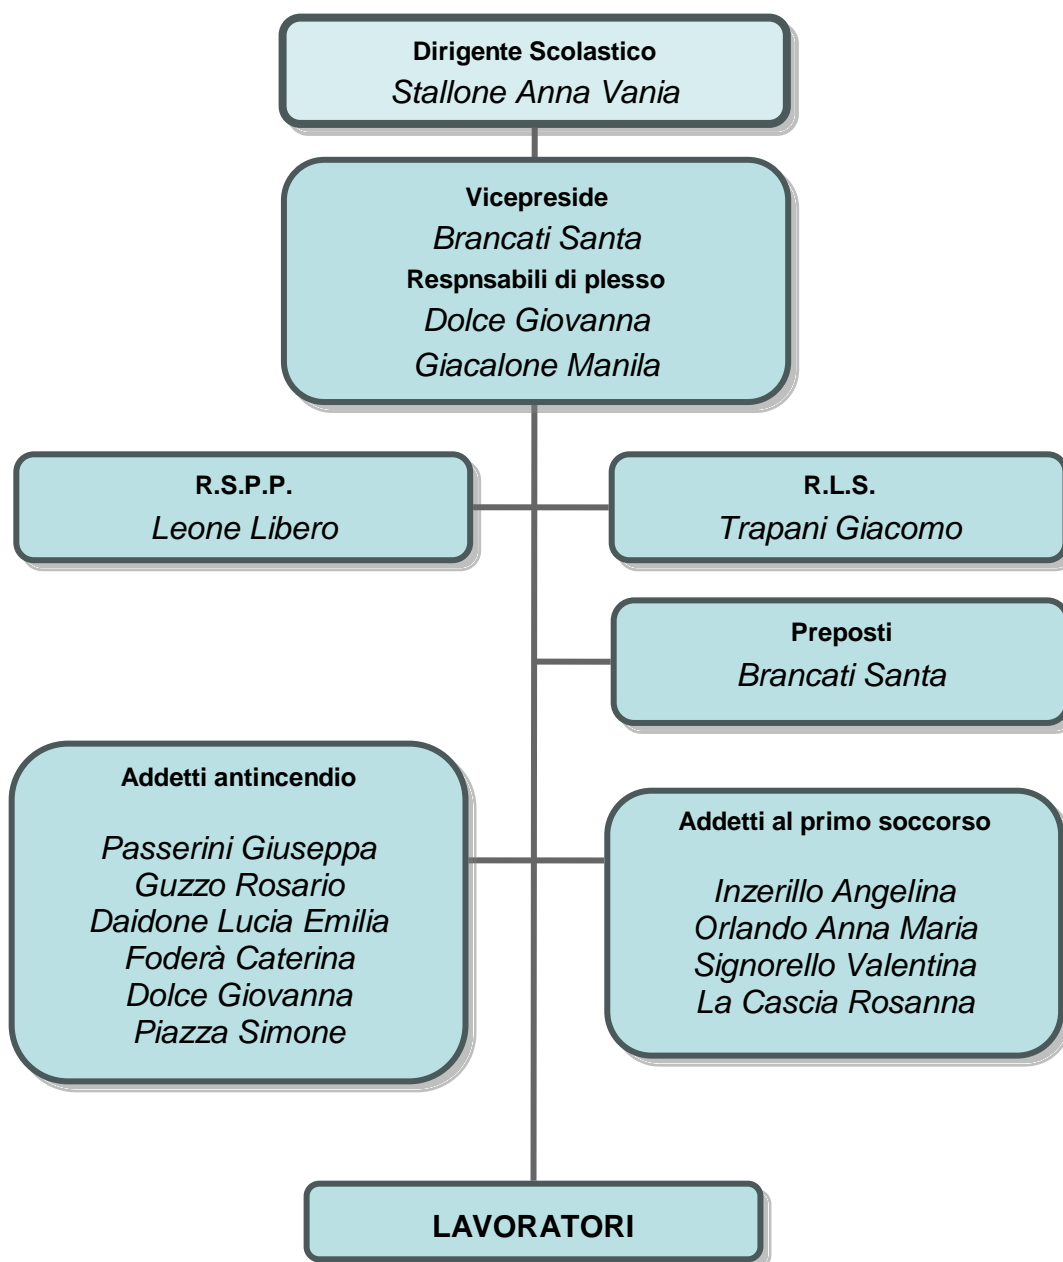 Dirigente Scolastico
Stallone Anna Vania
Vicepreside
Brancati Santa
Respnsabili di plesso
Dolce Giovanna
Giacalone Manila
R.S.P.P.
Leone Libero
R.L.S.
Trapani Giacomo
Preposti
Brancati Santa
Addetti antincendio
Passerini Giuseppa
Guzzo Rosario
Daidone Lucia Emilia
Foderà Caterina
Dolce Giovanna
Piazza Simone
Addetti al primo soccorso
Inzerillo Angelina
Orlando Anna Maria
Signorello Valentina
La Cascia Rosanna
LAVORATORI